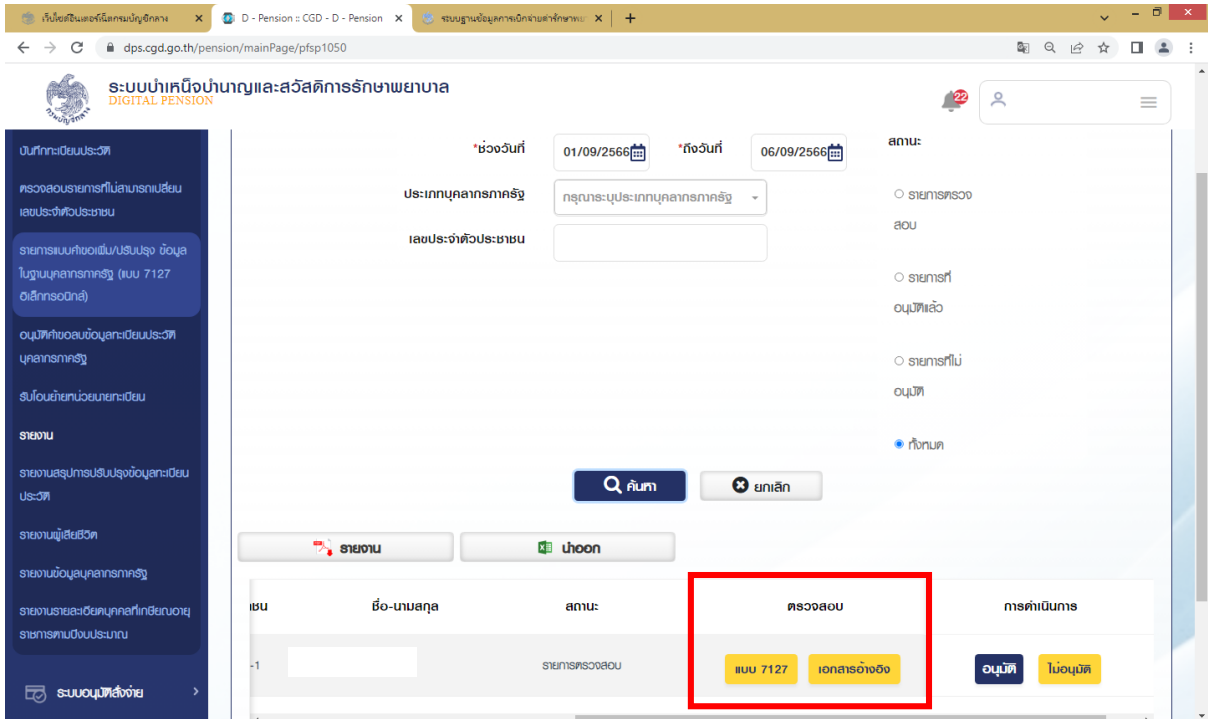 เว็บไซต์อินเตอร์เน็ตกรมบัญชีกลาง
D - Pension :: CGD - D - Pension
ระบบฐานข้อมูลการเบิกจ่ายค่ารักษาพย
dps.cgd.go.th/pension/mainPage/pfsp1050
ระบบบำเหน็จบำนาญและสวัสดิการรักษาพยาบาล
DIGITAL PENSION
22
กรมบัญชีกลาง
บันทึกทะเบียนประวัติ
ตรวจสอบรายการที่ไม่สามารถเปลี่ยน
เลขประจำตัวประชาชน
รายการแบบคำขอเพิ่ม/ปรับปรุง ข้อมูล
ในฐานบุคลากรภาครัฐ (แบบ 7127
อิเล็กทรอนิกส์)
อนุมัติคำขอลบข้อมูลทะเบียนประวัติ
บุคลากรภาครัฐ
รับโอนย้ายหน่วยนายทะเบียน
รายงาน
รายงานสรุปการปรับปรุงข้อมูลทะเบียน
ประวัติ
รายงานผู้เสียชีวิต
รายงานข้อมูลบุคลากรภาครัฐ
รายงานรายละเอียดบุคคลที่เกษียณอายุ
ราชการตามปีงบประมาณ
ระบบอนุมัติสั่งจ่าย
*ช่วงวันที่ 01/09/2566 *ถึงวันที่ 06/09/2566
ประเภทบุคลากรภาครัฐ กรุณาระบุประเภทบุคลากรภาครัฐ
เลขประจำตัวประชาชน
สถานะ
รายการตรวจ
สอบ
รายการที่
อนุมัติแล้ว
รายการที่ไม่
อนุมัติ
ทั้งหมด
ค้นหา ยกเลิก
รายงาน นำออก
าชน ชื่อ-นามสกุล สถานะ ตรวจสอบ การดำเนินการ
-1 รายการตรวจสอบ แบบ 7127 เอกสารอ้างอิง อนุมัติ ไม่อนุมัติ